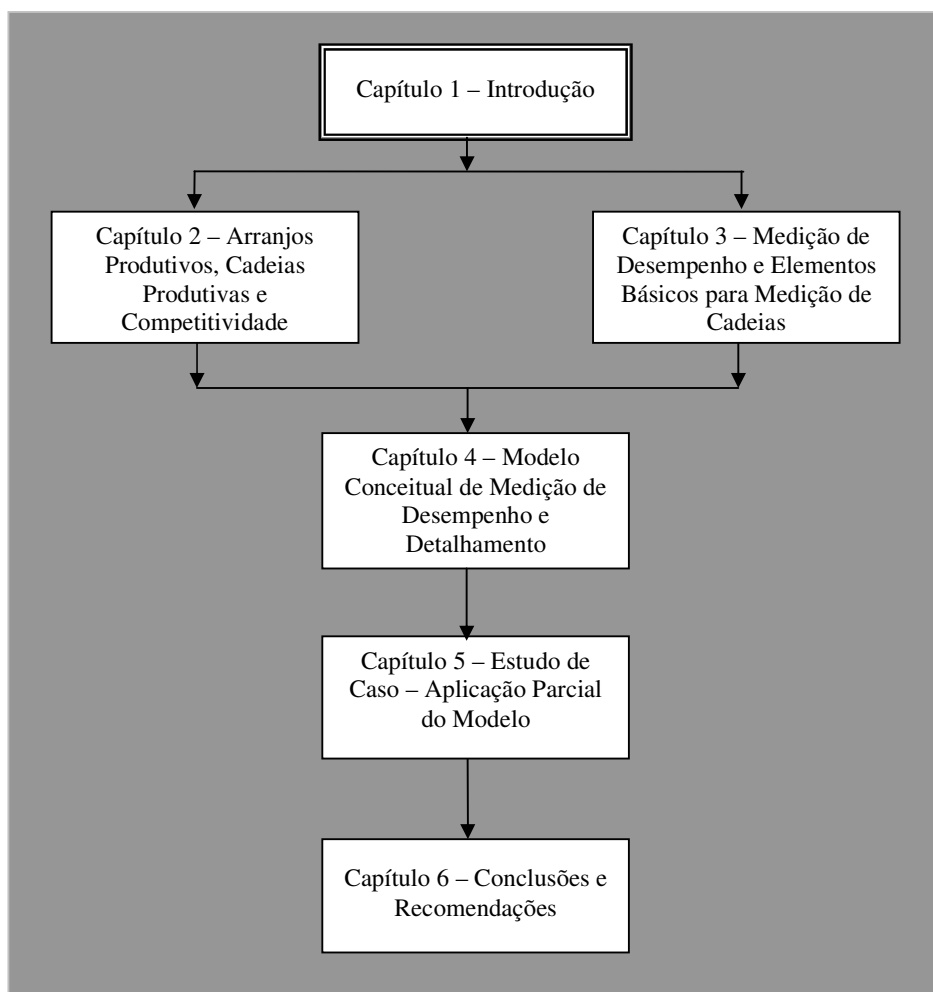 Capítulo 1 – Introdução
Capítulo 2 – Arranjos
Produtivos, Cadeias
Produtivas e
Competitividade
Capítulo 3 – Medição de
Desempenho e Elementos
Básicos para Medição de
Cadeias
Capítulo 4 – Modelo
Conceitual de Medição de
Desempenho e
Detalhamento
Capítulo 5 – Estudo de
Caso – Aplicação Parcial
do Modelo
Capítulo 6 – Conclusões e
Recomendações